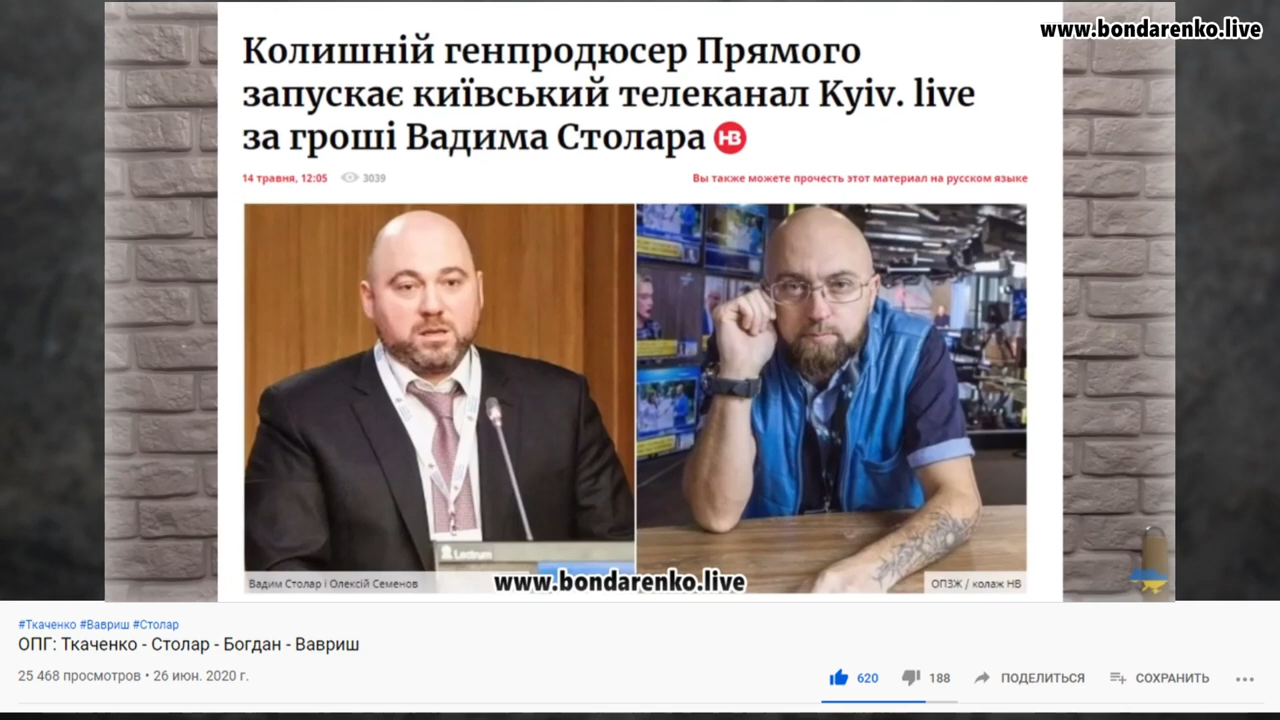 www.bondarenko.live
Колишній генпродюсер Прямого
запускає київський телеканал Kyiv. live
за гроші Вадима Столара НВ
14 травня, 12:05 3039
Вы также можете прочесть этот материал на русском языке
Lectrum
Вадим Столар і Олексій Семенов
www.bondarenko.live
ОПЗЖ / колаж НВ
#Ткаченко #Вавриш #Столар
ОПГ: Ткаченко - Столар - Богдан - Вавриш
25 468 просмотров • 26 июн. 2020 г.
620 188 ПОДЕЛИТЬСЯ СОХРАНИТЬ